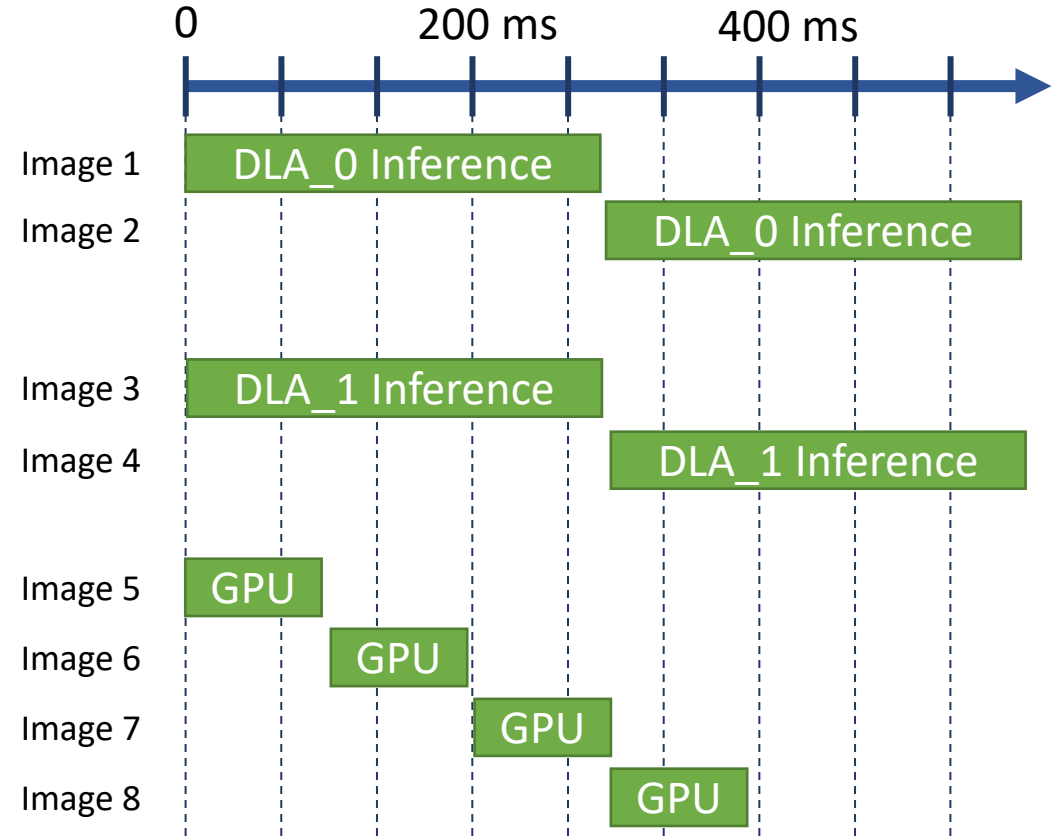 0 200 ms 400 ms
Image 1 DLA_0 Inference
Image 2 DLA_0 Inference
Image 3 DLA_1 Inference
Image 4 DLA_1 Inference
Image 5 GPU
Image 6 GPU
Image 7 GPU
Image 8 GPU